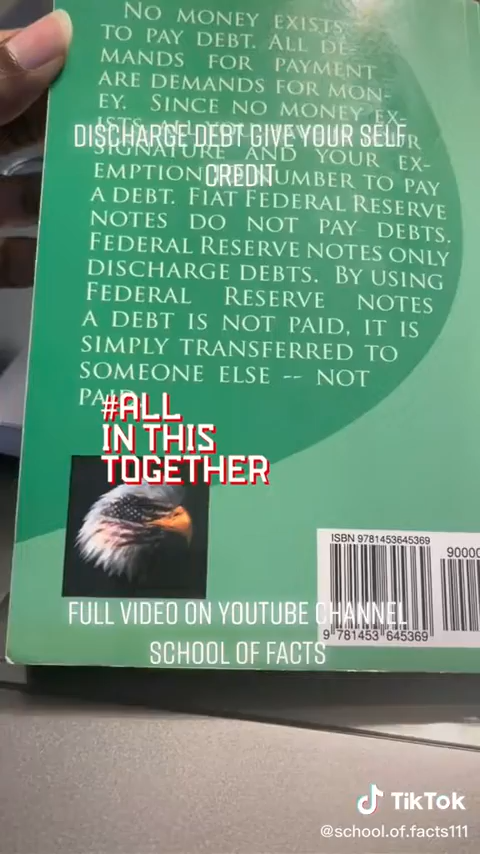 NO MONEY EXISTS
TO PAY DEBT. ALL DE-
MANDS FOR PAYMENT
ARE DEMANDS FOR MON-
EY. SINCE NO MONEY EX-
ISTS ALL YOU
DISCHARGE DEBT GIVE YOUR SELF
CREDIT
SIGNATURE AND YOUR EX-
EMPTION NUMBER TO PAY
A DEBT. FIAT FEDERAL RESERVE
NOTES DO NOT PAY DEBTS.
FEDERAL RESERVE NOTES ONLY
DISCHARGE DEBTS. BY USING
FEDERAL RESERVE NOTES
A DEBT IS NOT PAID, IT IS
SIMPLY TRANSFERRED TO
SOMEONE ELSE -- NOT
PAID.
#ALL
IN THIS
TOGETHER
ISBN 9781453645369
90000
9 781453 645369
FULL VIDEO ON YOUTUBE CHANNEL
SCHOOL OF FACTS
TikTok
@school.of.facts111